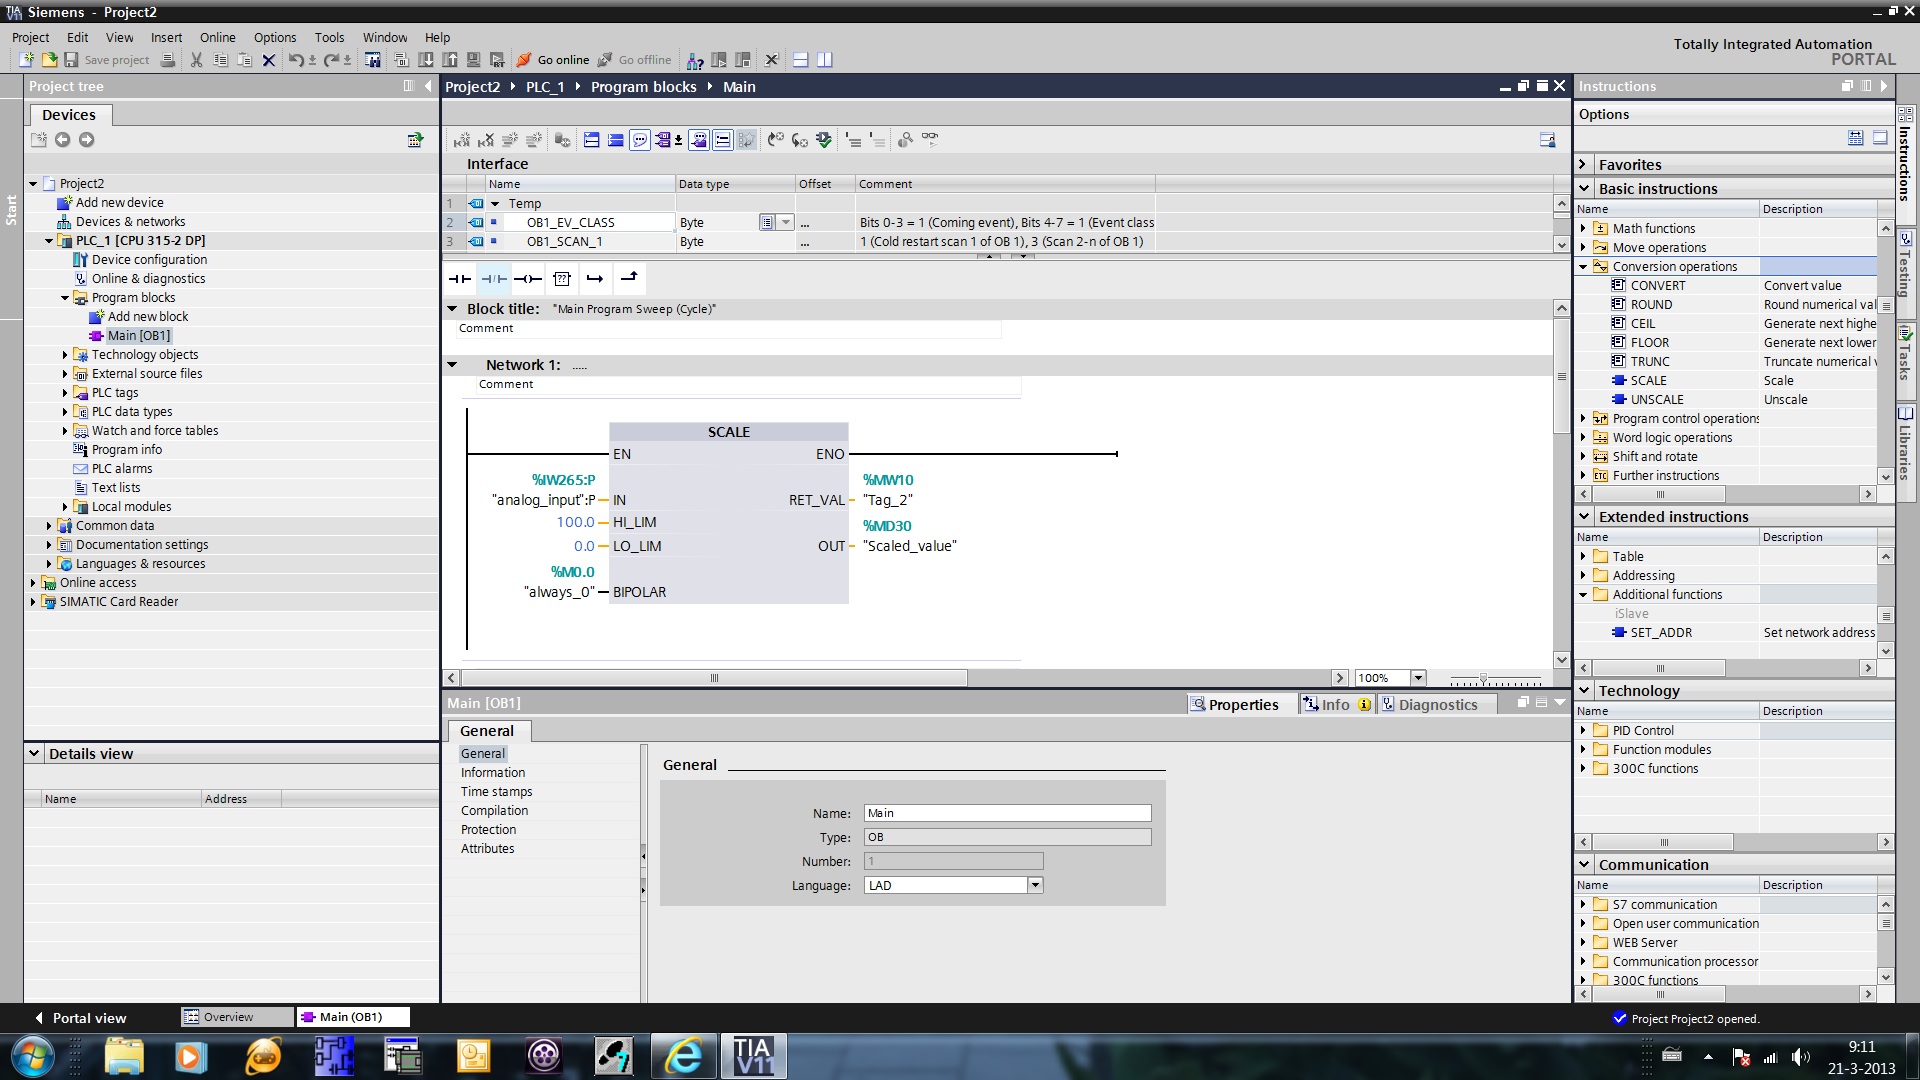 Siemens - Project2
Project Edit View Insert Online Options Tools Window Help
Totally Integrated Automation
PORTAL
Save project Go online Go offline
Project tree
Devices
Start
Project2
Add new device
Devices & networks
PLC_1 [CPU 315-2 DP]
Device configuration
Online & diagnostics
Program blocks
Add new block
Main [OB1]
Technology objects
External source files
PLC tags
PLC data types
Watch and force tables
Program info
PLC alarms
Text lists
Local modules
Common data
Documentation settings
Languages & resources
Online access
SIMATIC Card Reader
Details view
Name Address
Project2 PLC_1 Program blocks Main
Interface
Name Data type Offset Comment
1 Temp
2 OB1_EV_CLASS Byte ... Bits 0-3 = 1 (Coming event), Bits 4-7 = 1 (Event class
3 OB1_SCAN_1 Byte ... 1 (Cold restart scan 1 of OB 1), 3 (Scan 2-n of OB 1)
Block title: "Main Program Sweep (Cycle)"
Comment
Network 1: .....
Comment
SCALE
EN ENO
%IW265:P %MW10
"analog_input":P IN RET_VAL "Tag_2"
100.0 HI_LIM %MD30
0.0 LO_LIM OUT "Scaled_value"
%M0.0
"always_0" BIPOLAR
100%
Main [OB1]
Properties Info Diagnostics
General
General
Information
Time stamps
Compilation
Protection
Attributes
General
Name: Main
Type: OB
Number: 1
Language: LAD
Instructions
Options
Favorites
Basic instructions
Name Description
Math functions
Move operations
Conversion operations
CONVERT Convert value
ROUND Round numerical val
CEIL Generate next highe
FLOOR Generate next lower
TRUNC Truncate numerical v
SCALE Scale
UNSCALE Unscale
Program control operations
Word logic operations
Shift and rotate
Further instructions
Extended instructions
Name Description
Table
Addressing
Additional functions
iSlave
SET_ADDR Set network address
Technology
Name Description
PID Control
Function modules
300C functions
Communication
Name Description
S7 communication
Open user communication
WEB Server
Communication processor
300C functions
Instructions
Testing
Tasks
Libraries
Portal view Overview Main (OB1)
Project Project2 opened.
TIA
V11
9:11
21-3-2013